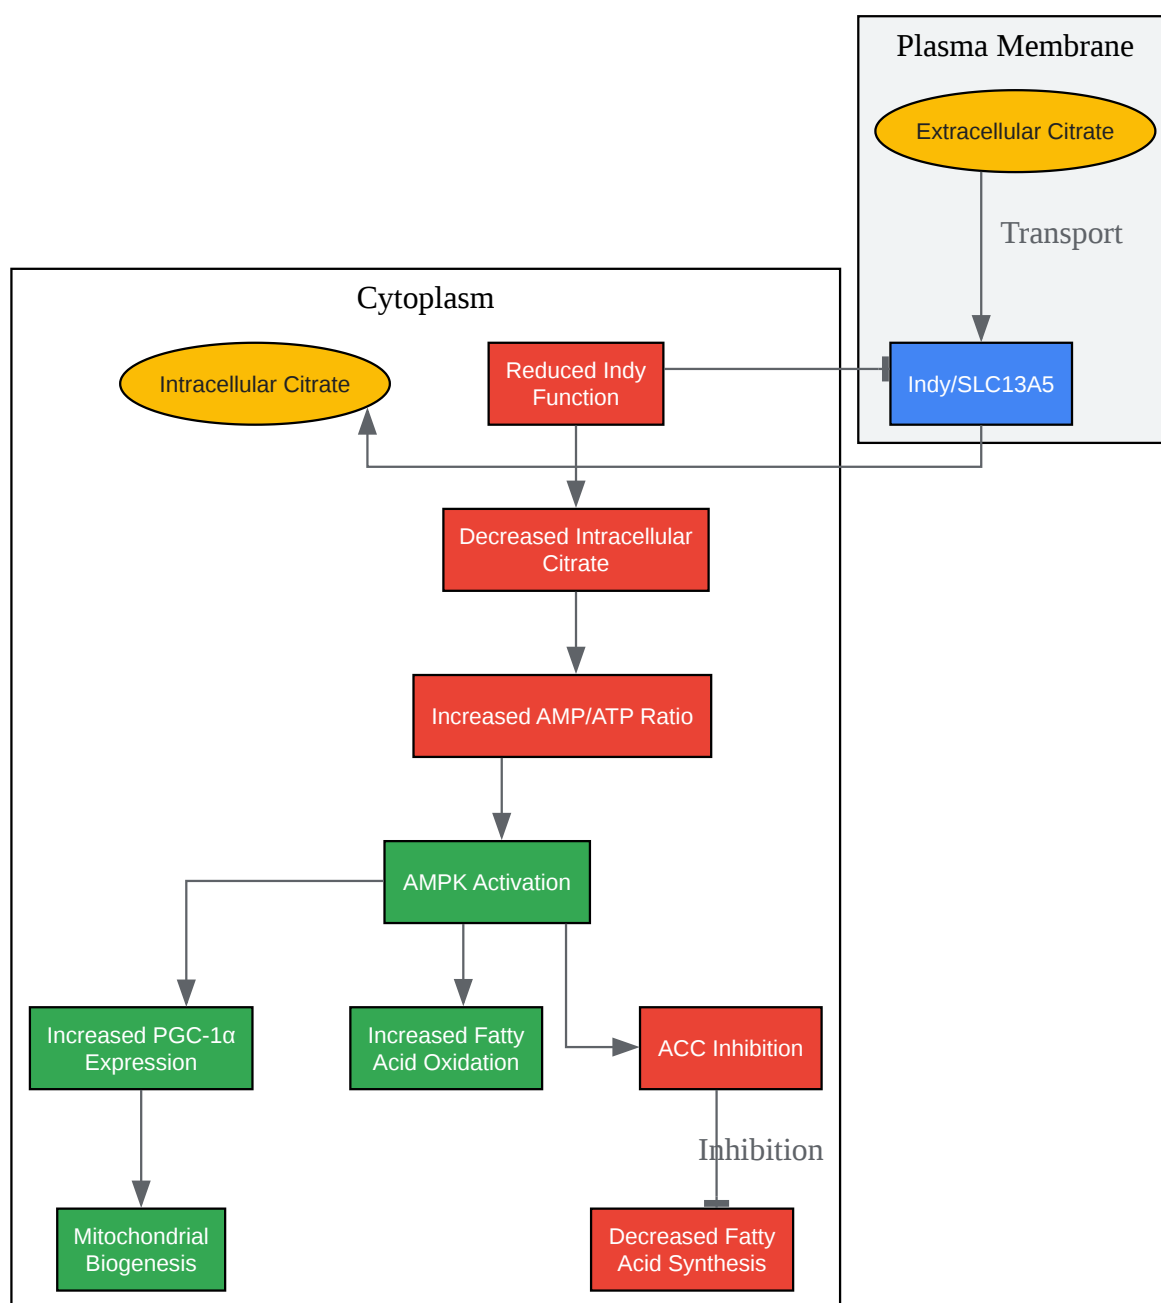 Plasma Membrane
Extracellular Citrate
Transport
Cytoplasm
Intracellular Citrate
Reduced Indy
Function
Indy/SLC13A5
Decreased Intracellular
Citrate
Increased AMP/ATP Ratio
AMPK Activation
Increased PGC-1α
Expression
Increased Fatty
Acid Oxidation
ACC Inhibition
Inhibition
Mitochondrial
Biogenesis
Decreased Fatty
Acid Synthesis